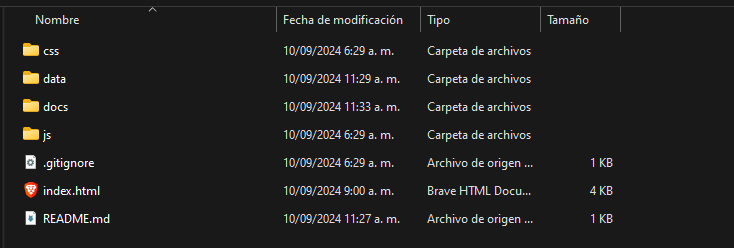 Nombre Fecha de modificación Tipo Tamaño
css 10/09/2024 6:29 a. m. Carpeta de archivos
data 10/09/2024 11:29 a. m. Carpeta de archivos
docs 10/09/2024 11:33 a. m. Carpeta de archivos
js 10/09/2024 6:29 a. m. Carpeta de archivos
.gitignore 10/09/2024 6:29 a. m. Archivo de origen ... 1 KB
index.html 10/09/2024 9:00 a. m. Brave HTML Docu... 4 KB
README.md 10/09/2024 11:27 a. m. Archivo de origen ... 1 KB